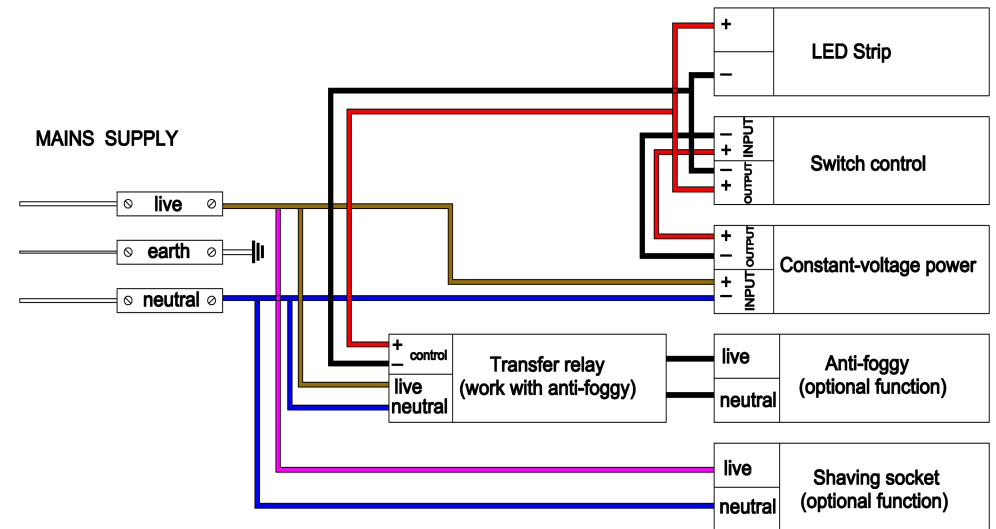 +
LED Strip
−
MAINS SUPPLY
− INPUT
+
Switch control
− OUTPUT
+
live
earth
neutral
+ OUTPUT
−
Constant-voltage power
+ INPUT
−
+ control
−
live
neutral
Transfer relay
(work with anti-foggy)
live
neutral
Anti-foggy
(optional function)
live
neutral
Shaving socket
(optional function)